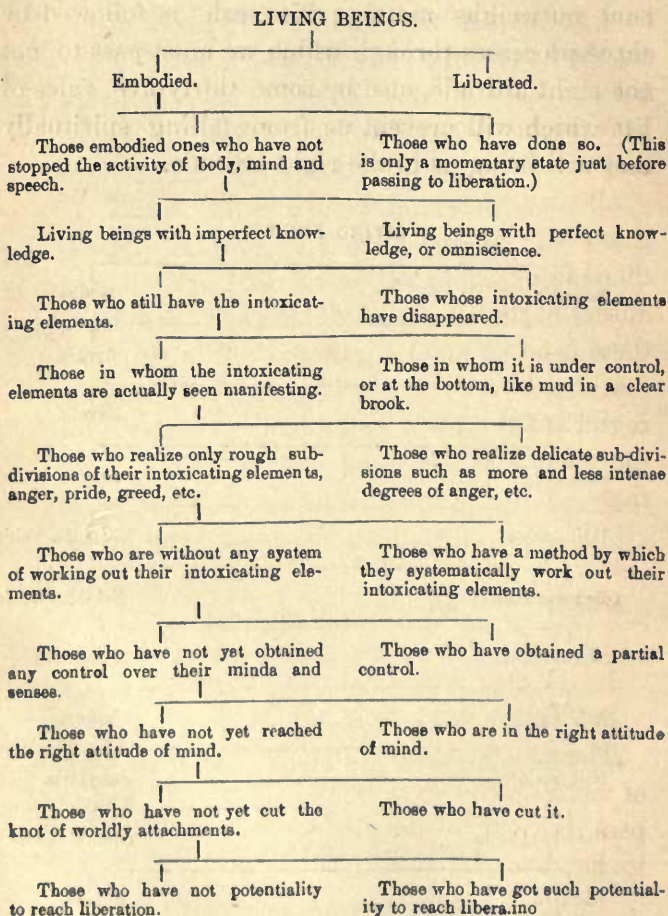 LIVING BEINGS.
Embodied.
Liberated.
Those embodied ones who have not
stopped the activity of body, mind and
speech.
Those who have done so. (This
is only a momentary state just before
passing to liberation.)
Living beings with imperfect know-
ledge.
Living beings with perfect know-
ledge, or omniscience.
Those who still have the intoxicat-
ing elements.
Those whose intoxicating elements
have disappeared.
Those in whom the intoxicating
elements are actually seen manifesting.
Those in whom it is under control,
or at the bottom, like mud in a clear
brook.
Those who realize only rough sub-
divisions of their intoxicating elements,
anger, pride, greed, etc.
Those who realize delicate sub-divi-
sions such as more and less intense
degrees of anger, etc.
Those who are without any system
of working out their intoxicating ele-
ments.
Those who have a method by which
they systematically work out their
intoxicating elements.
Those who have not yet obtained
any control over their minds and
senses.
Those who have obtained a partial
control.
Those who have not yet reached
the right attitude of mind.
Those who are in the right attitude
of mind.
Those who have not yet cut the
knot of worldly attachments.
Those who have cut it.
Those who have not potentiality
to reach liberation.
Those who have got such potential-
ity to reach libera.ino